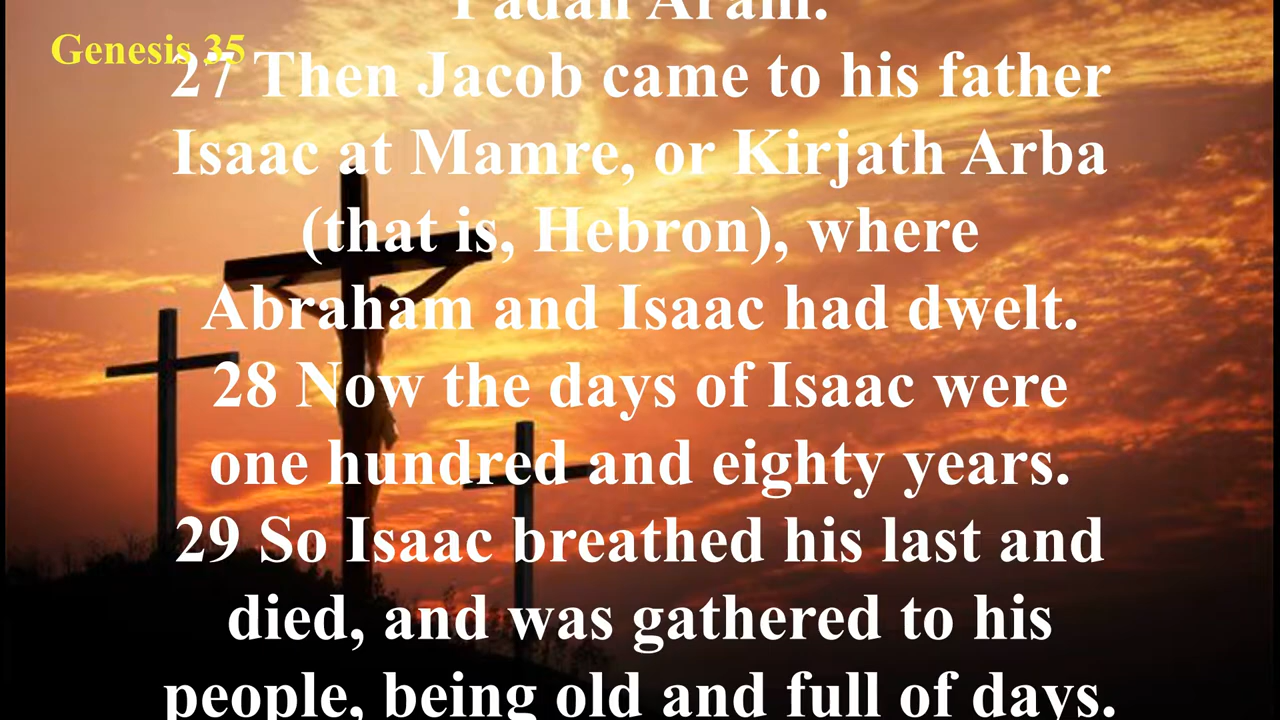 Padan Aram.
Genesis 35
27 Then Jacob came to his father
Isaac at Mamre, or Kirjath Arba
(that is, Hebron), where
Abraham and Isaac had dwelt.
28 Now the days of Isaac were
one hundred and eighty years.
29 So Isaac breathed his last and
died, and was gathered to his
people, being old and full of days.